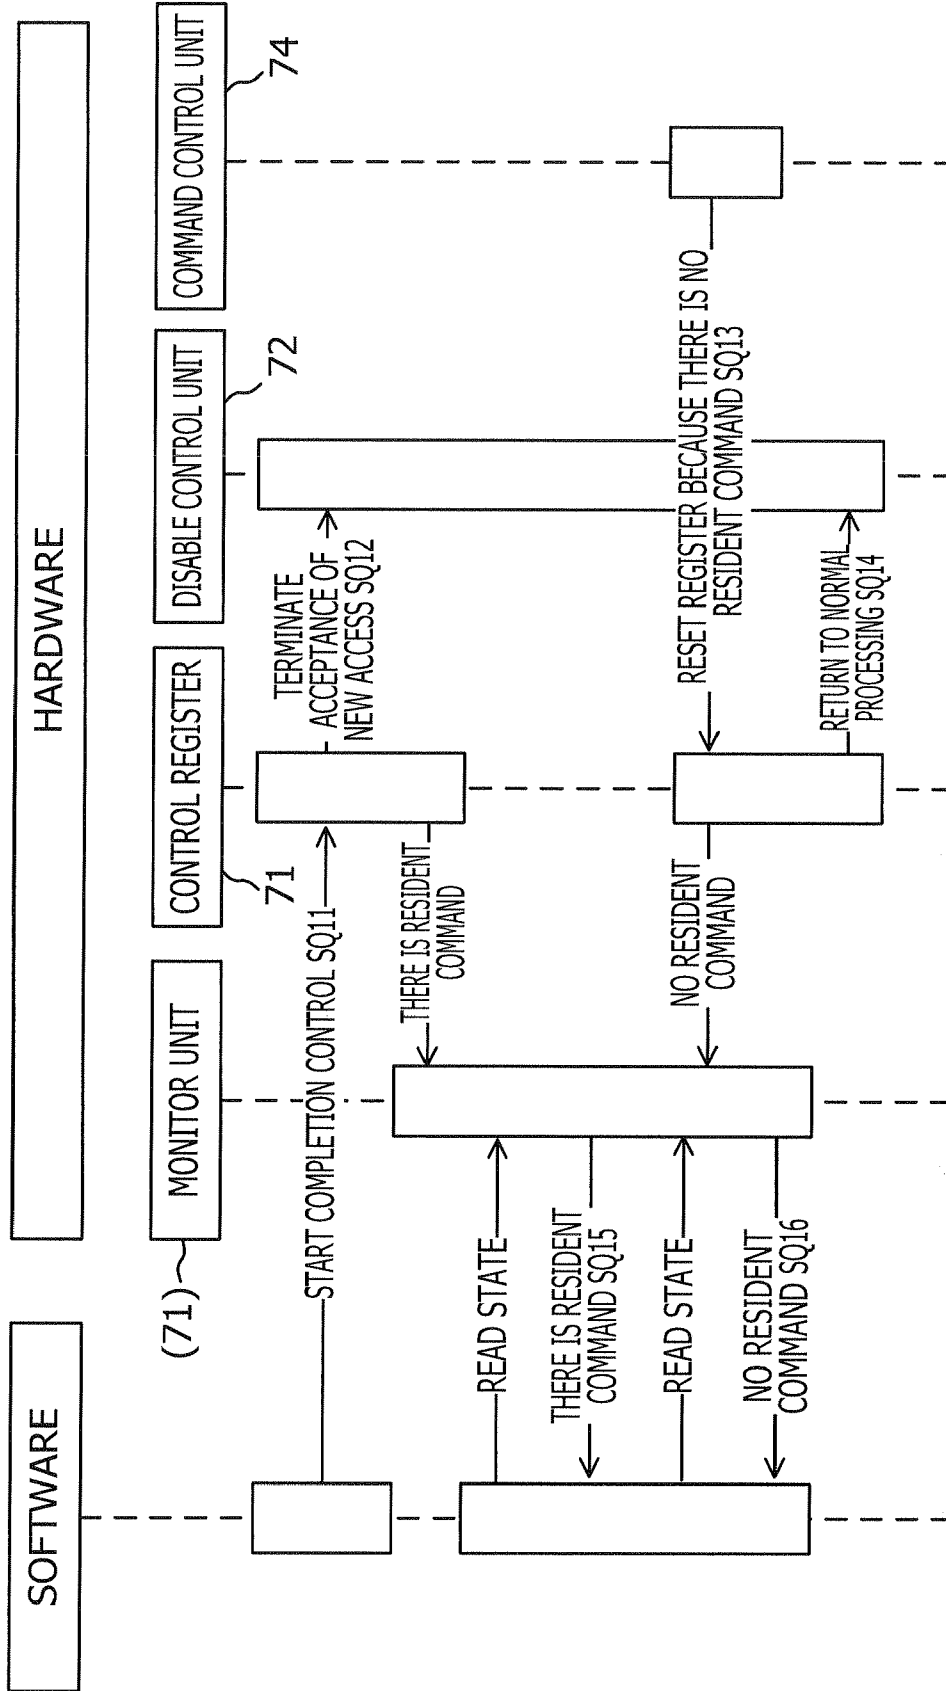 SOFTWARE
HARDWARE
(71)
MONITOR UNIT
CONTROL REGISTER
71
DISABLE CONTROL UNIT
72
COMMAND CONTROL UNIT
74
START COMPLETION CONTROL SQ11
TERMINATE
ACCEPTANCE OF
NEW ACCESS SQ12
THERE IS RESIDENT
COMMAND
READ STATE
THERE IS RESIDENT
COMMAND SQ15
RESET REGISTER BECAUSE THERE IS NO
RESIDENT COMMAND SQ13
NO RESIDENT
COMMAND
READ STATE
NO RESIDENT
COMMAND SQ16
RETURN TO NORMAL
PROCESSING SQ14